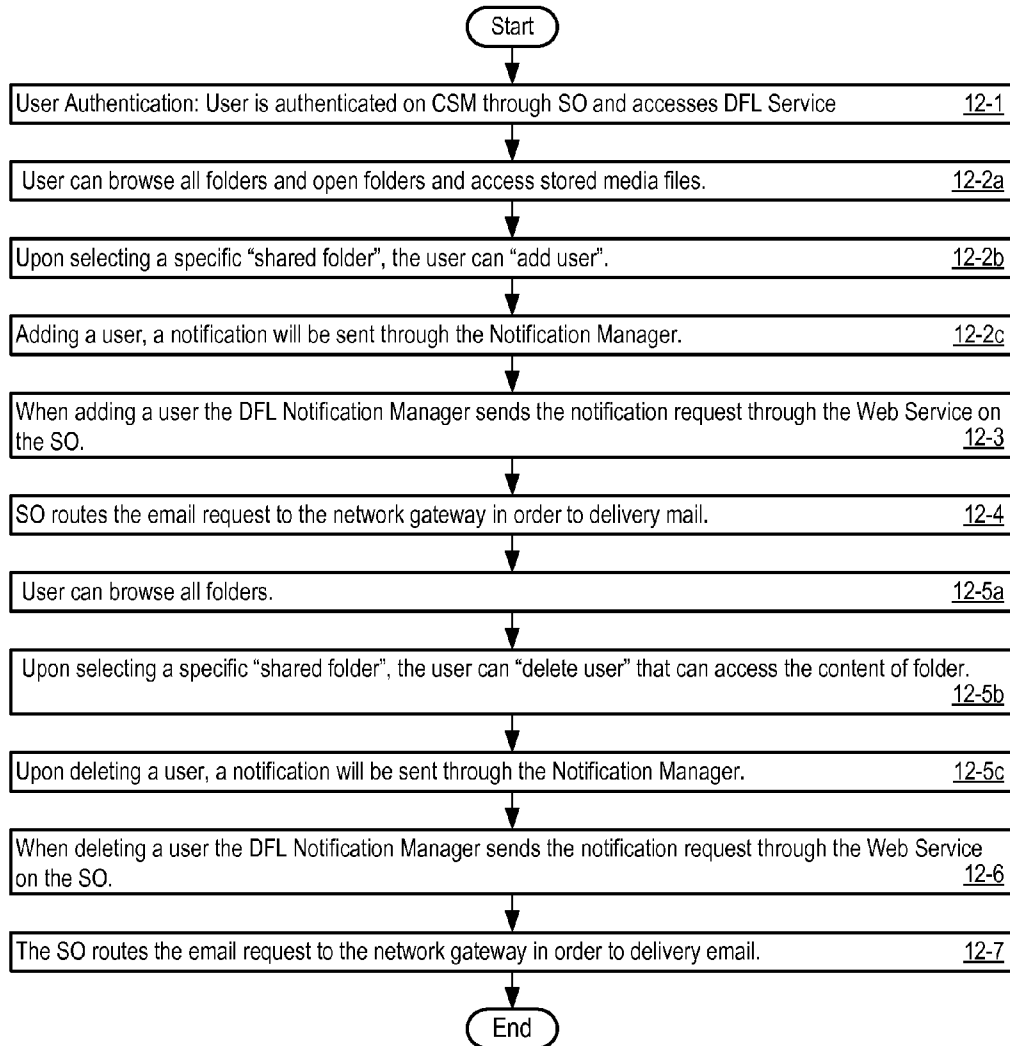 Start
User Authentication: User is authenticated on CSM through SO and accesses DFL Service 12-1
User can browse all folders and open folders and access stored media files. 12-2a
Upon selecting a specific “shared folder”, the user can “add user”. 12-2b
Adding a user, a notification will be sent through the Notification Manager. 12-2c
When adding a user the DFL Notification Manager sends the notification request through the Web Service on
the SO. 12-3
SO routes the email request to the network gateway in order to delivery mail. 12-4
User can browse all folders. 12-5a
Upon selecting a specific “shared folder”, the user can “delete user” that can access the content of folder.
12-5b
Upon deleting a user, a notification will be sent through the Notification Manager. 12-5c
When deleting a user the DFL Notification Manager sends the notification request through the Web Service
on the SO. 12-6
The SO routes the email request to the network gateway in order to delivery email. 12-7
End